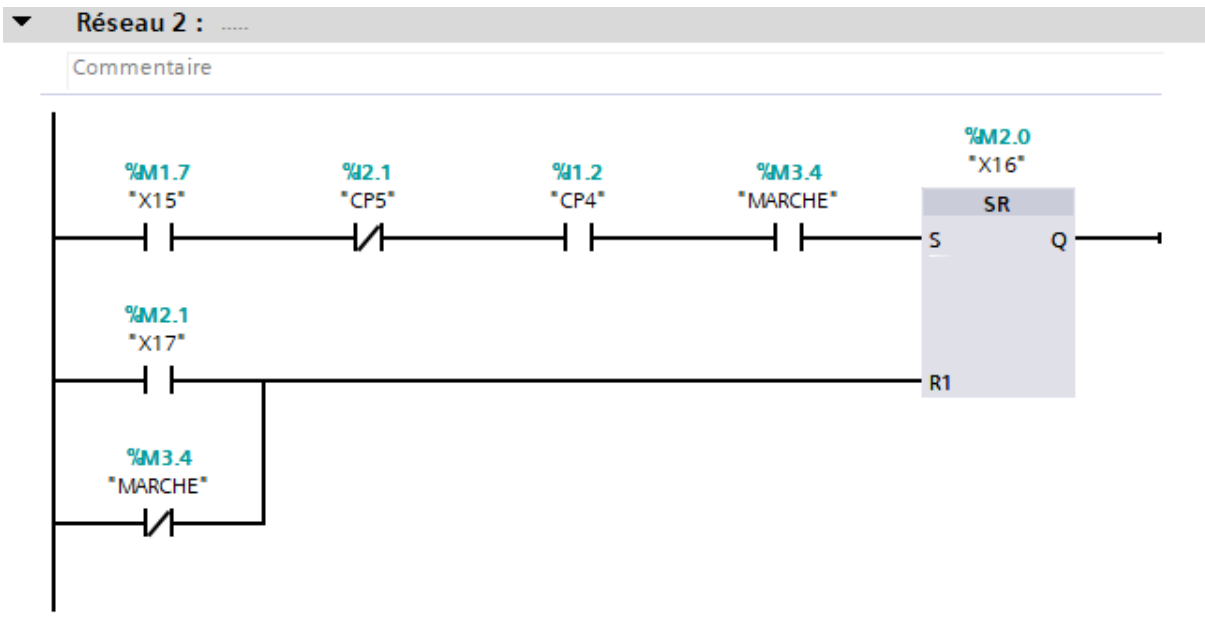 Réseau 2 : .....
Commentaire
%M2.0
"X16"
%M1.7 %I2.1 %I1.2 %M3.4
"X15" "CP5" "CP4" "MARCHE"
SR
S Q
%M2.1
"X17"
R1
%M3.4
"MARCHE"